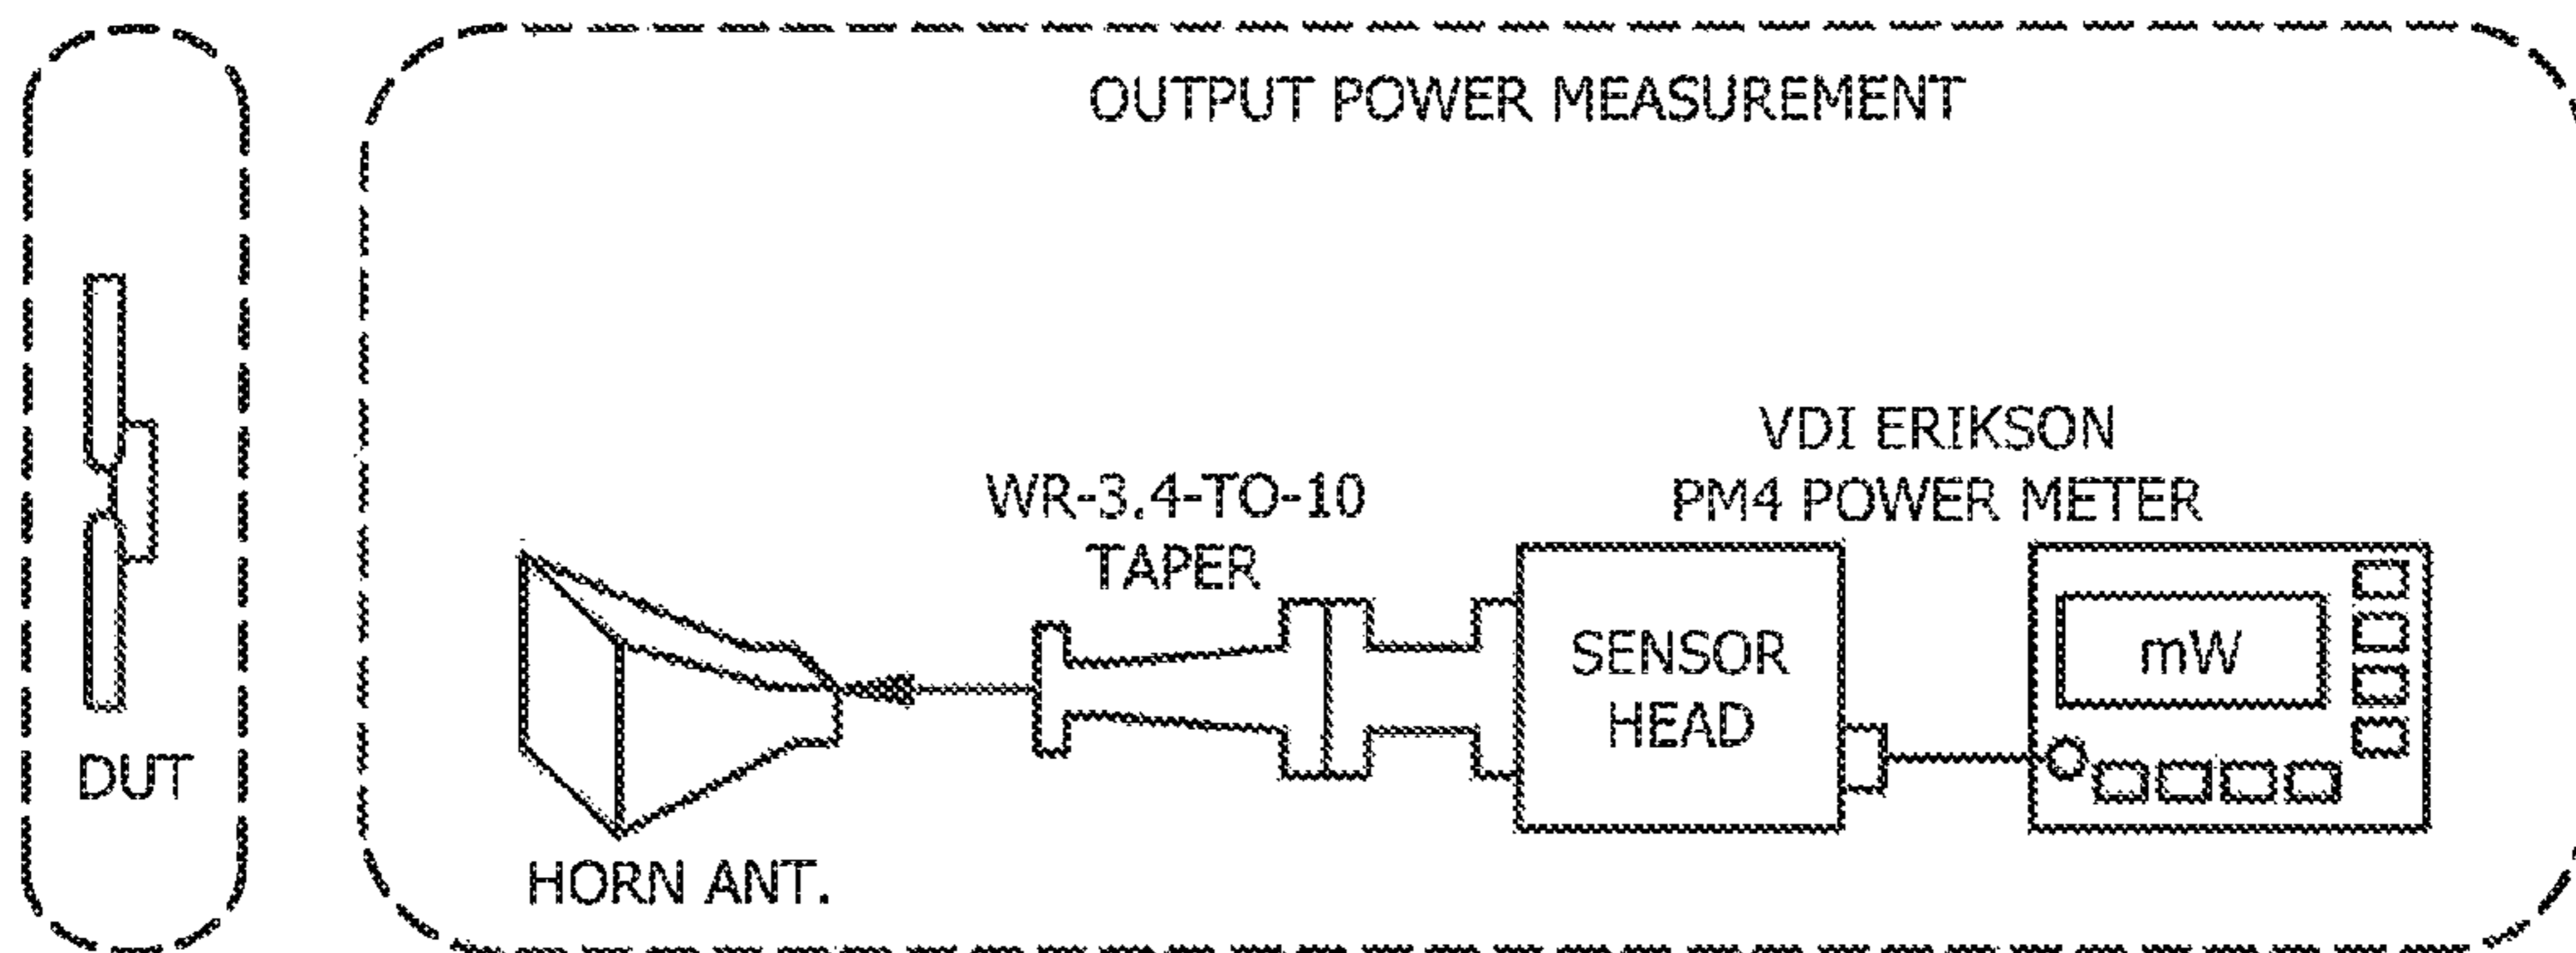 OUTPUT POWER MEASUREMENT
VDI ERIKSON
PM4 POWER METER
WR-3.4-TO-10
TAPER
SENSOR
HEAD
mW
DUT
HORN ANT.